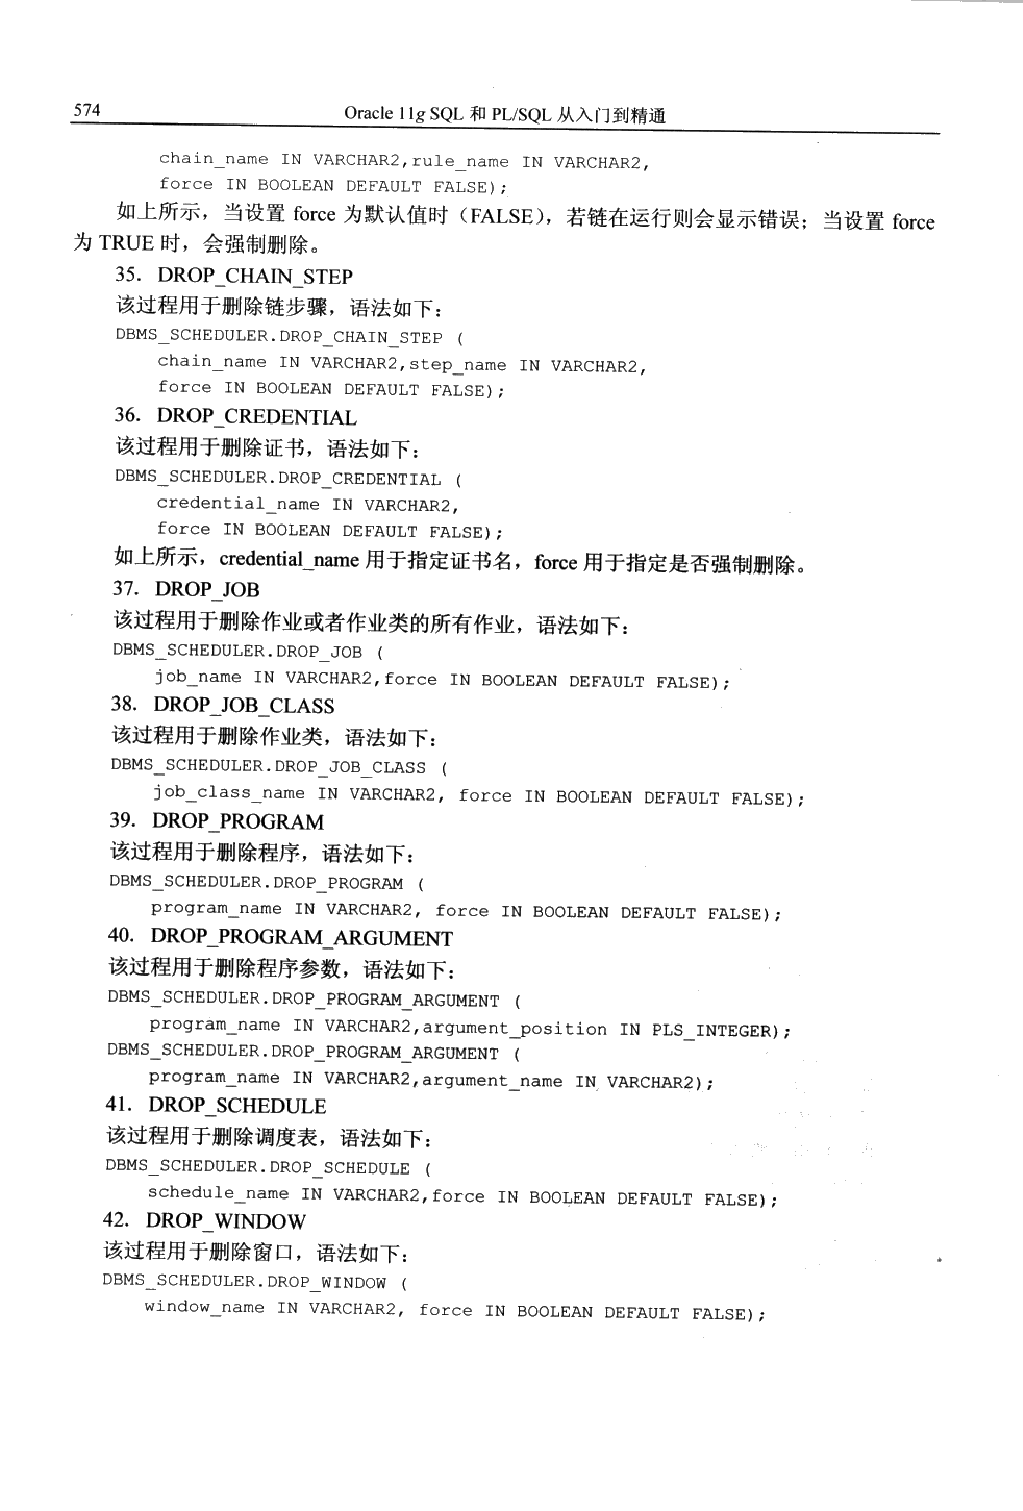 574
Oracle 11g SQL 和 PL/SQL 从入门到精通
chain_name IN VARCHAR2,rule_name IN VARCHAR2,
force IN BOOLEAN DEFAULT FALSE);
如上所示，当设置 force 为默认值时（FALSE），若链在运行则会显示错误；当设置 force
为 TRUE 时，会强制删除。
35．DROP_CHAIN_STEP
该过程用于删除链步骤，语法如下：
DBMS_SCHEDULER.DROP_CHAIN_STEP (
chain_name IN VARCHAR2,step_name IN VARCHAR2,
force IN BOOLEAN DEFAULT FALSE);
36．DROP_CREDENTIAL
该过程用于删除证书，语法如下：
DBMS_SCHEDULER.DROP_CREDENTIAL (
credential_name IN VARCHAR2,
force IN BOOLEAN DEFAULT FALSE);
如上所示，credential_name 用于指定证书名，force 用于指定是否强制删除。
37．DROP_JOB
该过程用于删除作业或者作业类的所有作业，语法如下：
DBMS_SCHEDULER.DROP_JOB (
job_name IN VARCHAR2,force IN BOOLEAN DEFAULT FALSE);
38．DROP_JOB_CLASS
该过程用于删除作业类，语法如下：
DBMS_SCHEDULER.DROP_JOB_CLASS (
job_class_name IN VARCHAR2, force IN BOOLEAN DEFAULT FALSE);
39．DROP_PROGRAM
该过程用于删除程序，语法如下：
DBMS_SCHEDULER.DROP_PROGRAM (
program_name IN VARCHAR2, force IN BOOLEAN DEFAULT FALSE);
40．DROP_PROGRAM_ARGUMENT
该过程用于删除程序参数，语法如下：
DBMS_SCHEDULER.DROP_PROGRAM_ARGUMENT (
program_name IN VARCHAR2,argument_position IN PLS_INTEGER);
DBMS_SCHEDULER.DROP_PROGRAM_ARGUMENT (
program_name IN VARCHAR2,argument_name IN VARCHAR2);
41．DROP_SCHEDULE
该过程用于删除调度表，语法如下：
DBMS_SCHEDULER.DROP_SCHEDULE (
schedule_name IN VARCHAR2,force IN BOOLEAN DEFAULT FALSE);
42．DROP_WINDOW
该过程用于删除窗口，语法如下：
DBMS_SCHEDULER.DROP_WINDOW (
window_name IN VARCHAR2, force IN BOOLEAN DEFAULT FALSE);